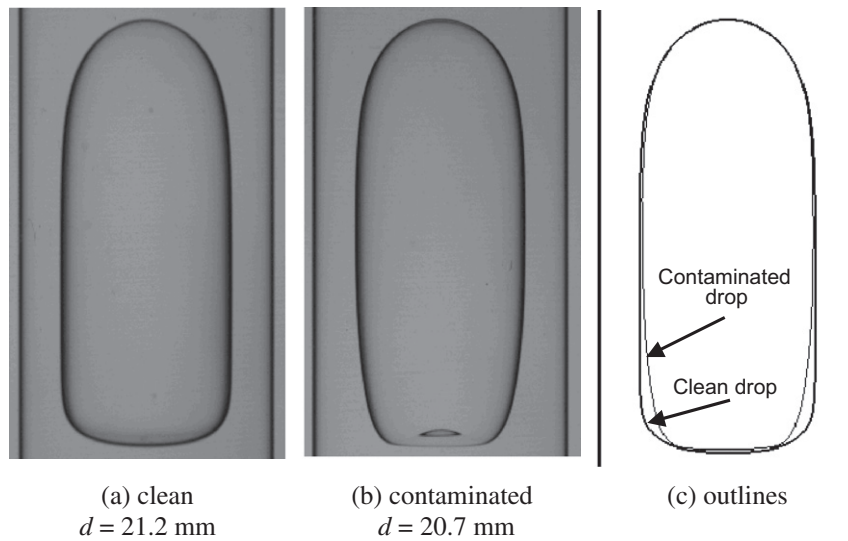 Contaminated
drop
Clean drop
(a) clean
d = 21.2 mm
(b) contaminated
d = 20.7 mm
(c) outlines